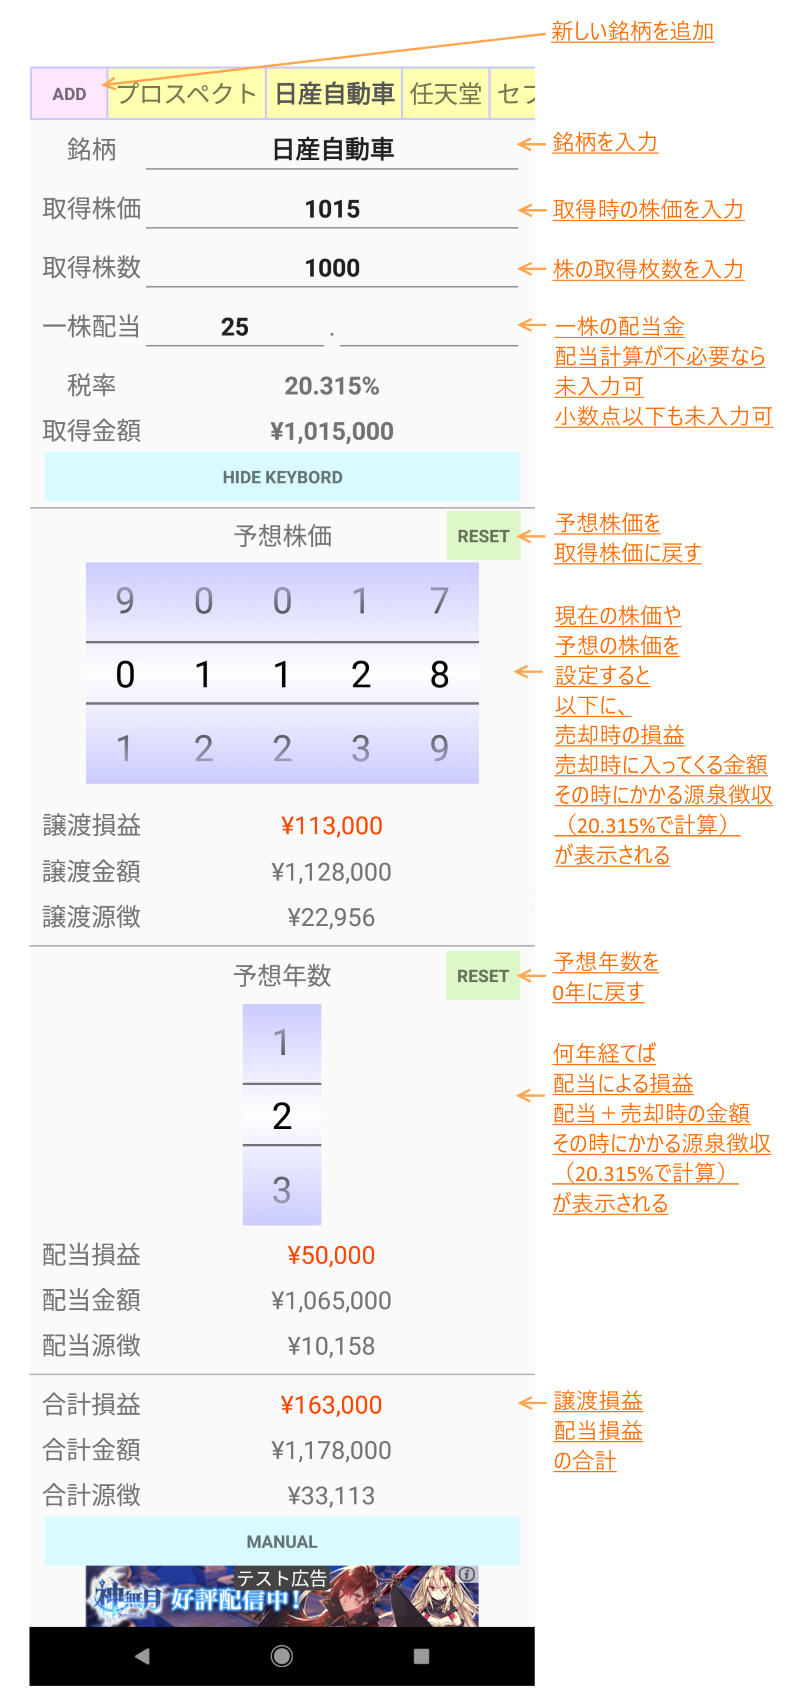 新しい銘柄を追加
ADD プロスペクト 日産自動車 任天堂 セブ
銘柄 日産自動車 銘柄を入力
取得株価 1015 取得時の株価を入力
取得株数 1000 株の取得枚数を入力
一株配当 25 . 一株の配当金
配当計算が不必要なら
未入力可
小数点以下も未入力可
税率 20.315%
取得金額 ¥1,015,000
HIDE KEYBORD
予想株価 RESET 予想株価を
取得株価に戻す
9 0 0 1 7
0 1 1 2 8
1 2 2 3 9
現在の株価や
予想の株価を
設定すると
以下に、
売却時の損益
売却時に入ってくる金額
その時にかかる源泉徴収
（20.315%で計算）
が表示される
譲渡損益 ¥113,000
譲渡金額 ¥1,128,000
譲渡源徴 ¥22,956
予想年数 RESET 予想年数を
0年に戻す
1
2
3
何年経てば
配当による損益
配当＋売却時の金額
その時にかかる源泉徴収
（20.315%で計算）
が表示される
配当損益 ¥50,000
配当金額 ¥1,065,000
配当源徴 ¥10,158
合計損益 ¥163,000 譲渡損益
配当損益
の合計
合計金額 ¥1,178,000
合計源徴 ¥33,113
MANUAL
テスト広告
神無月 好評配信中!